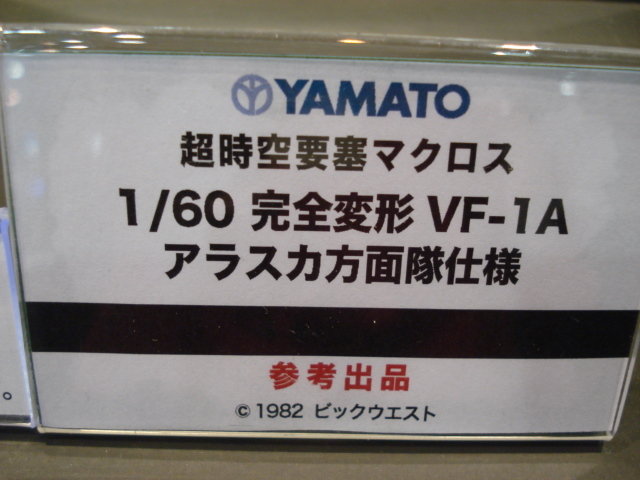 YAMATO
超時空要塞マクロス
1/60 完全変形 VF-1A
アラスカ方面隊仕様
参考出品
©1982 ビックウエスト
。